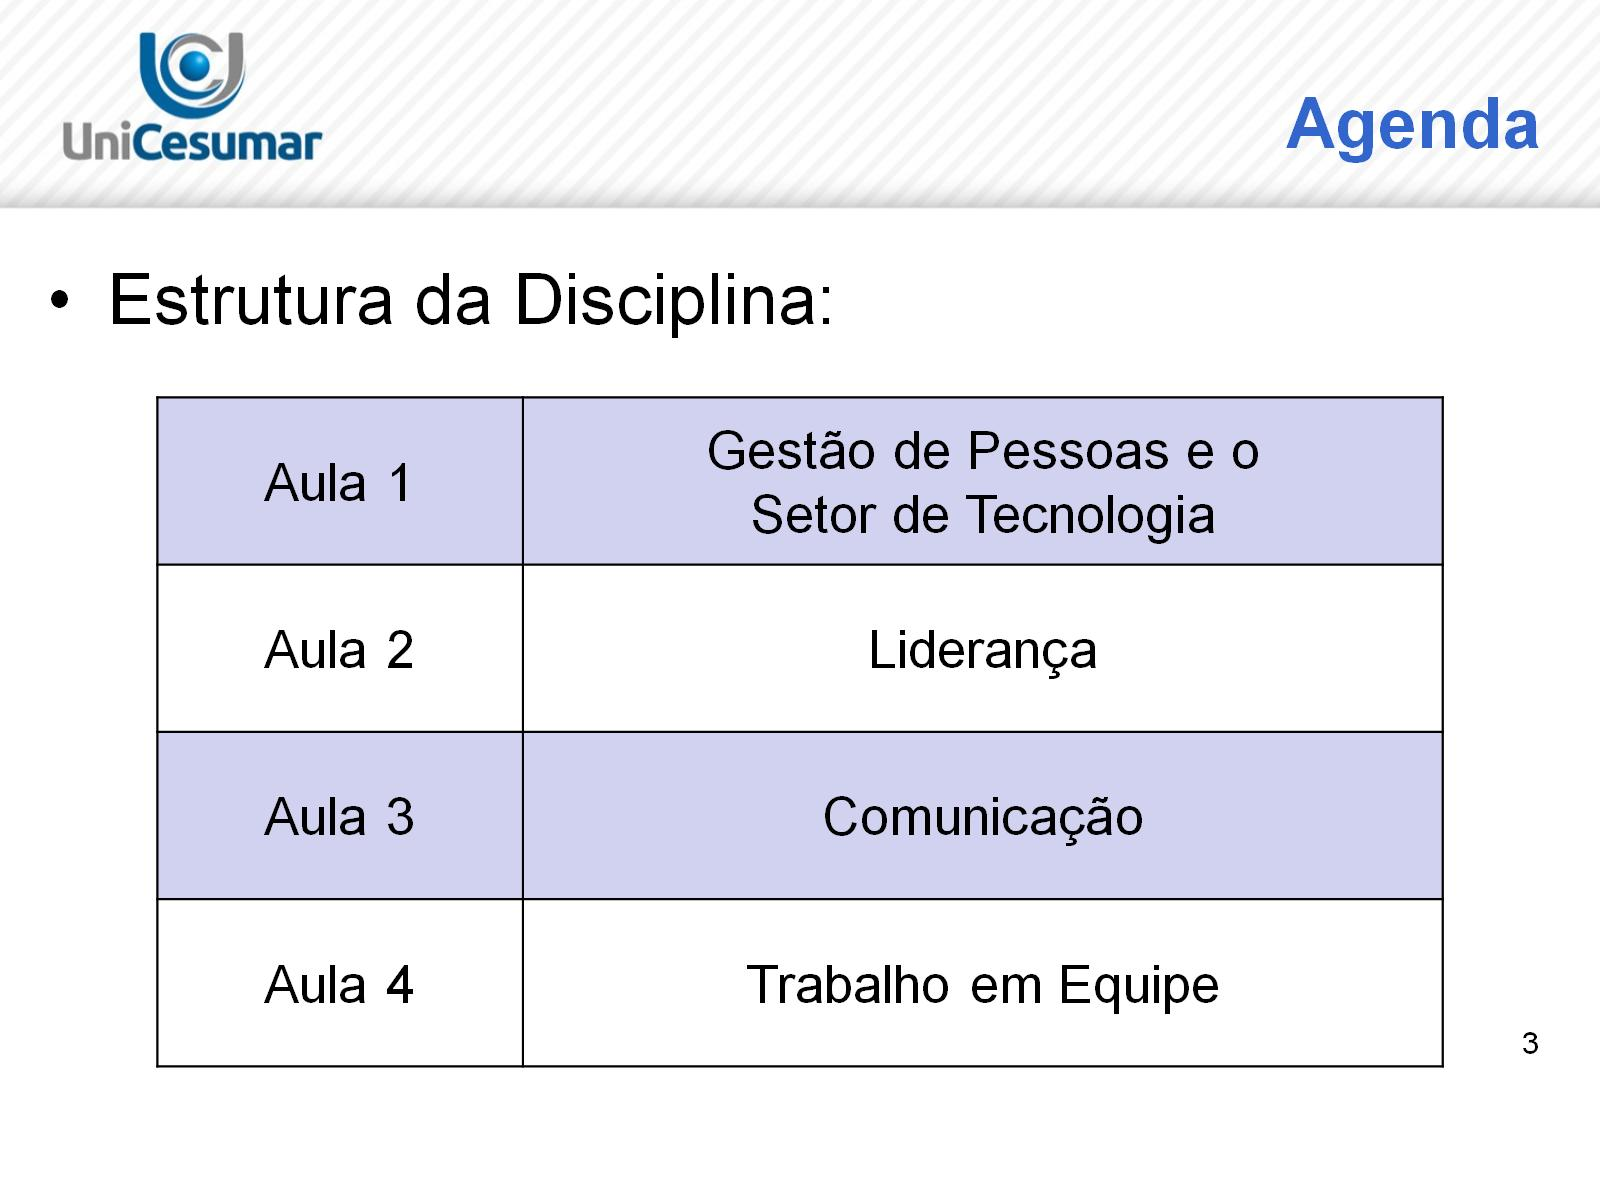 UniCesumar
Agenda
• Estrutura da Disciplina:
Aula 1
Gestão de Pessoas e o
Setor de Tecnologia
Aula 2
Liderança
Aula 3
Comunicação
Aula 4
Trabalho em Equipe
3